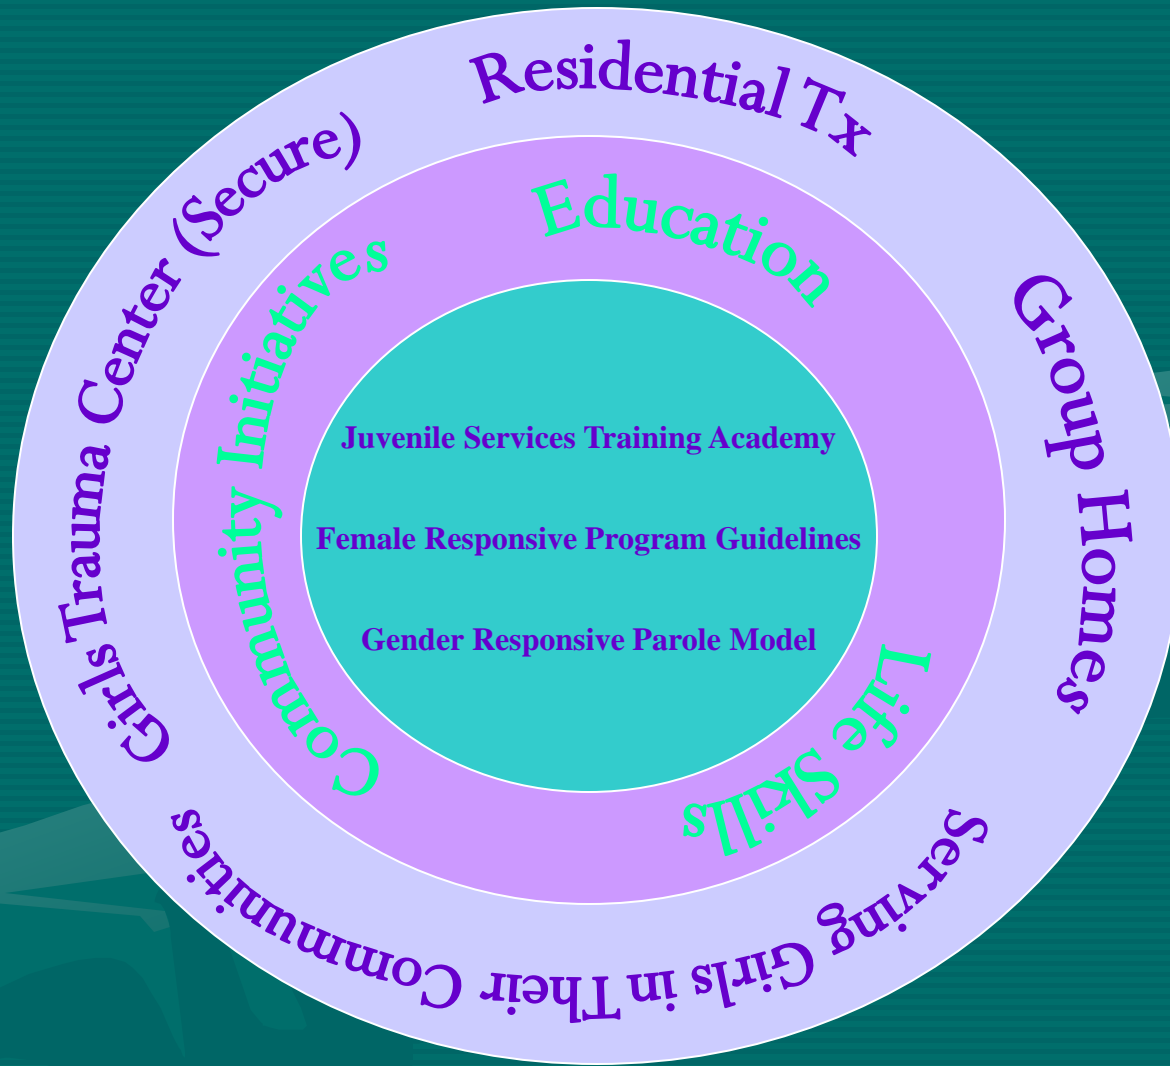 Residential Tx
Group Homes
Serving Girls in Their Communities
Girls Trauma Center (Secure)
Education
Life Skills
Community Initiatives
Juvenile Services Training Academy
Female Responsive Program Guidelines
Gender Responsive Parole Model